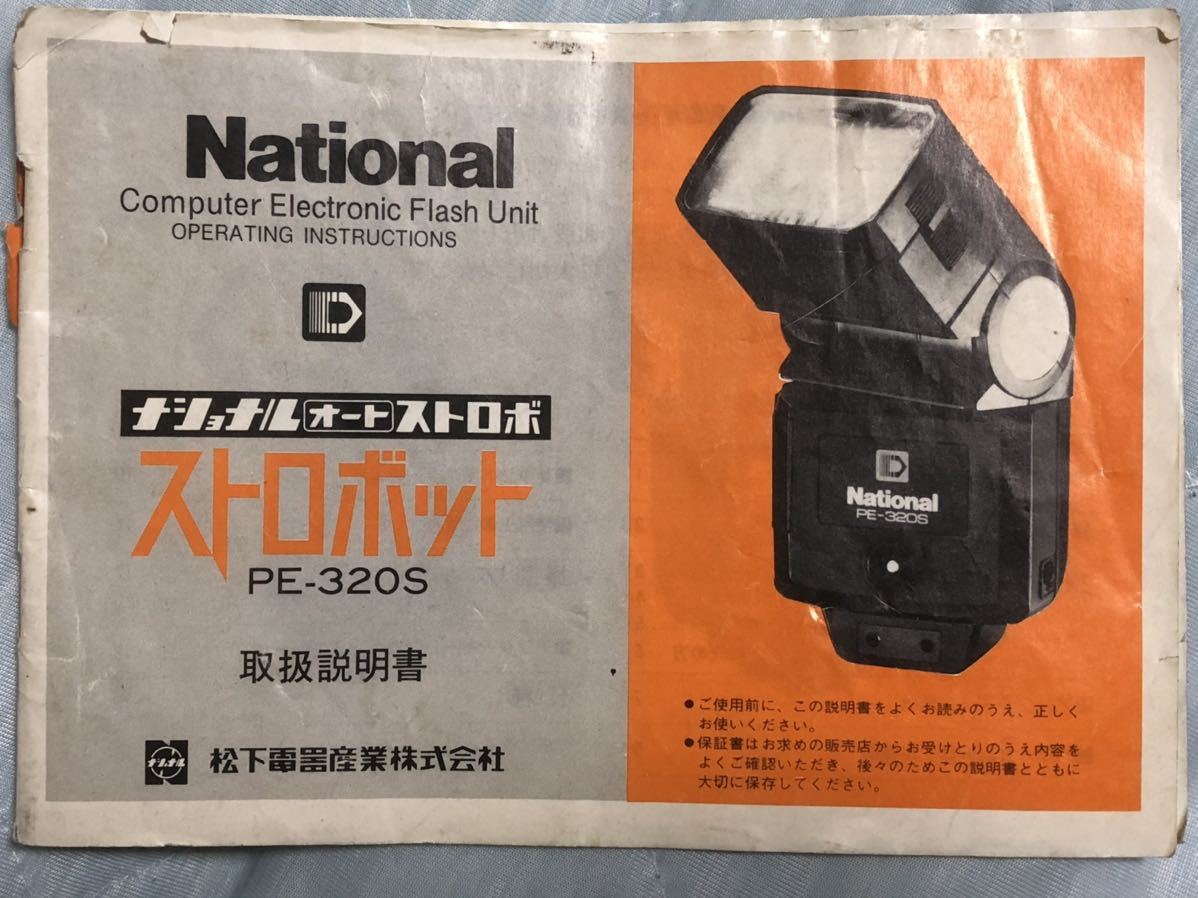 National
Computer Electronic Flash Unit
OPERATING INSTRUCTIONS
ナショナルオートストロボ
ストロボット
PE-320S
取扱説明書
ナショナル
松下電器産業株式会社
National
PE-320S
●ご使用前に、この説明書をよくお読みのうえ、正しく
お使いください。
●保証書はお求めの販売店からお受けとりのうえ内容を
よくご確認いただき、後々のためこの説明書とともに
大切に保存してください。